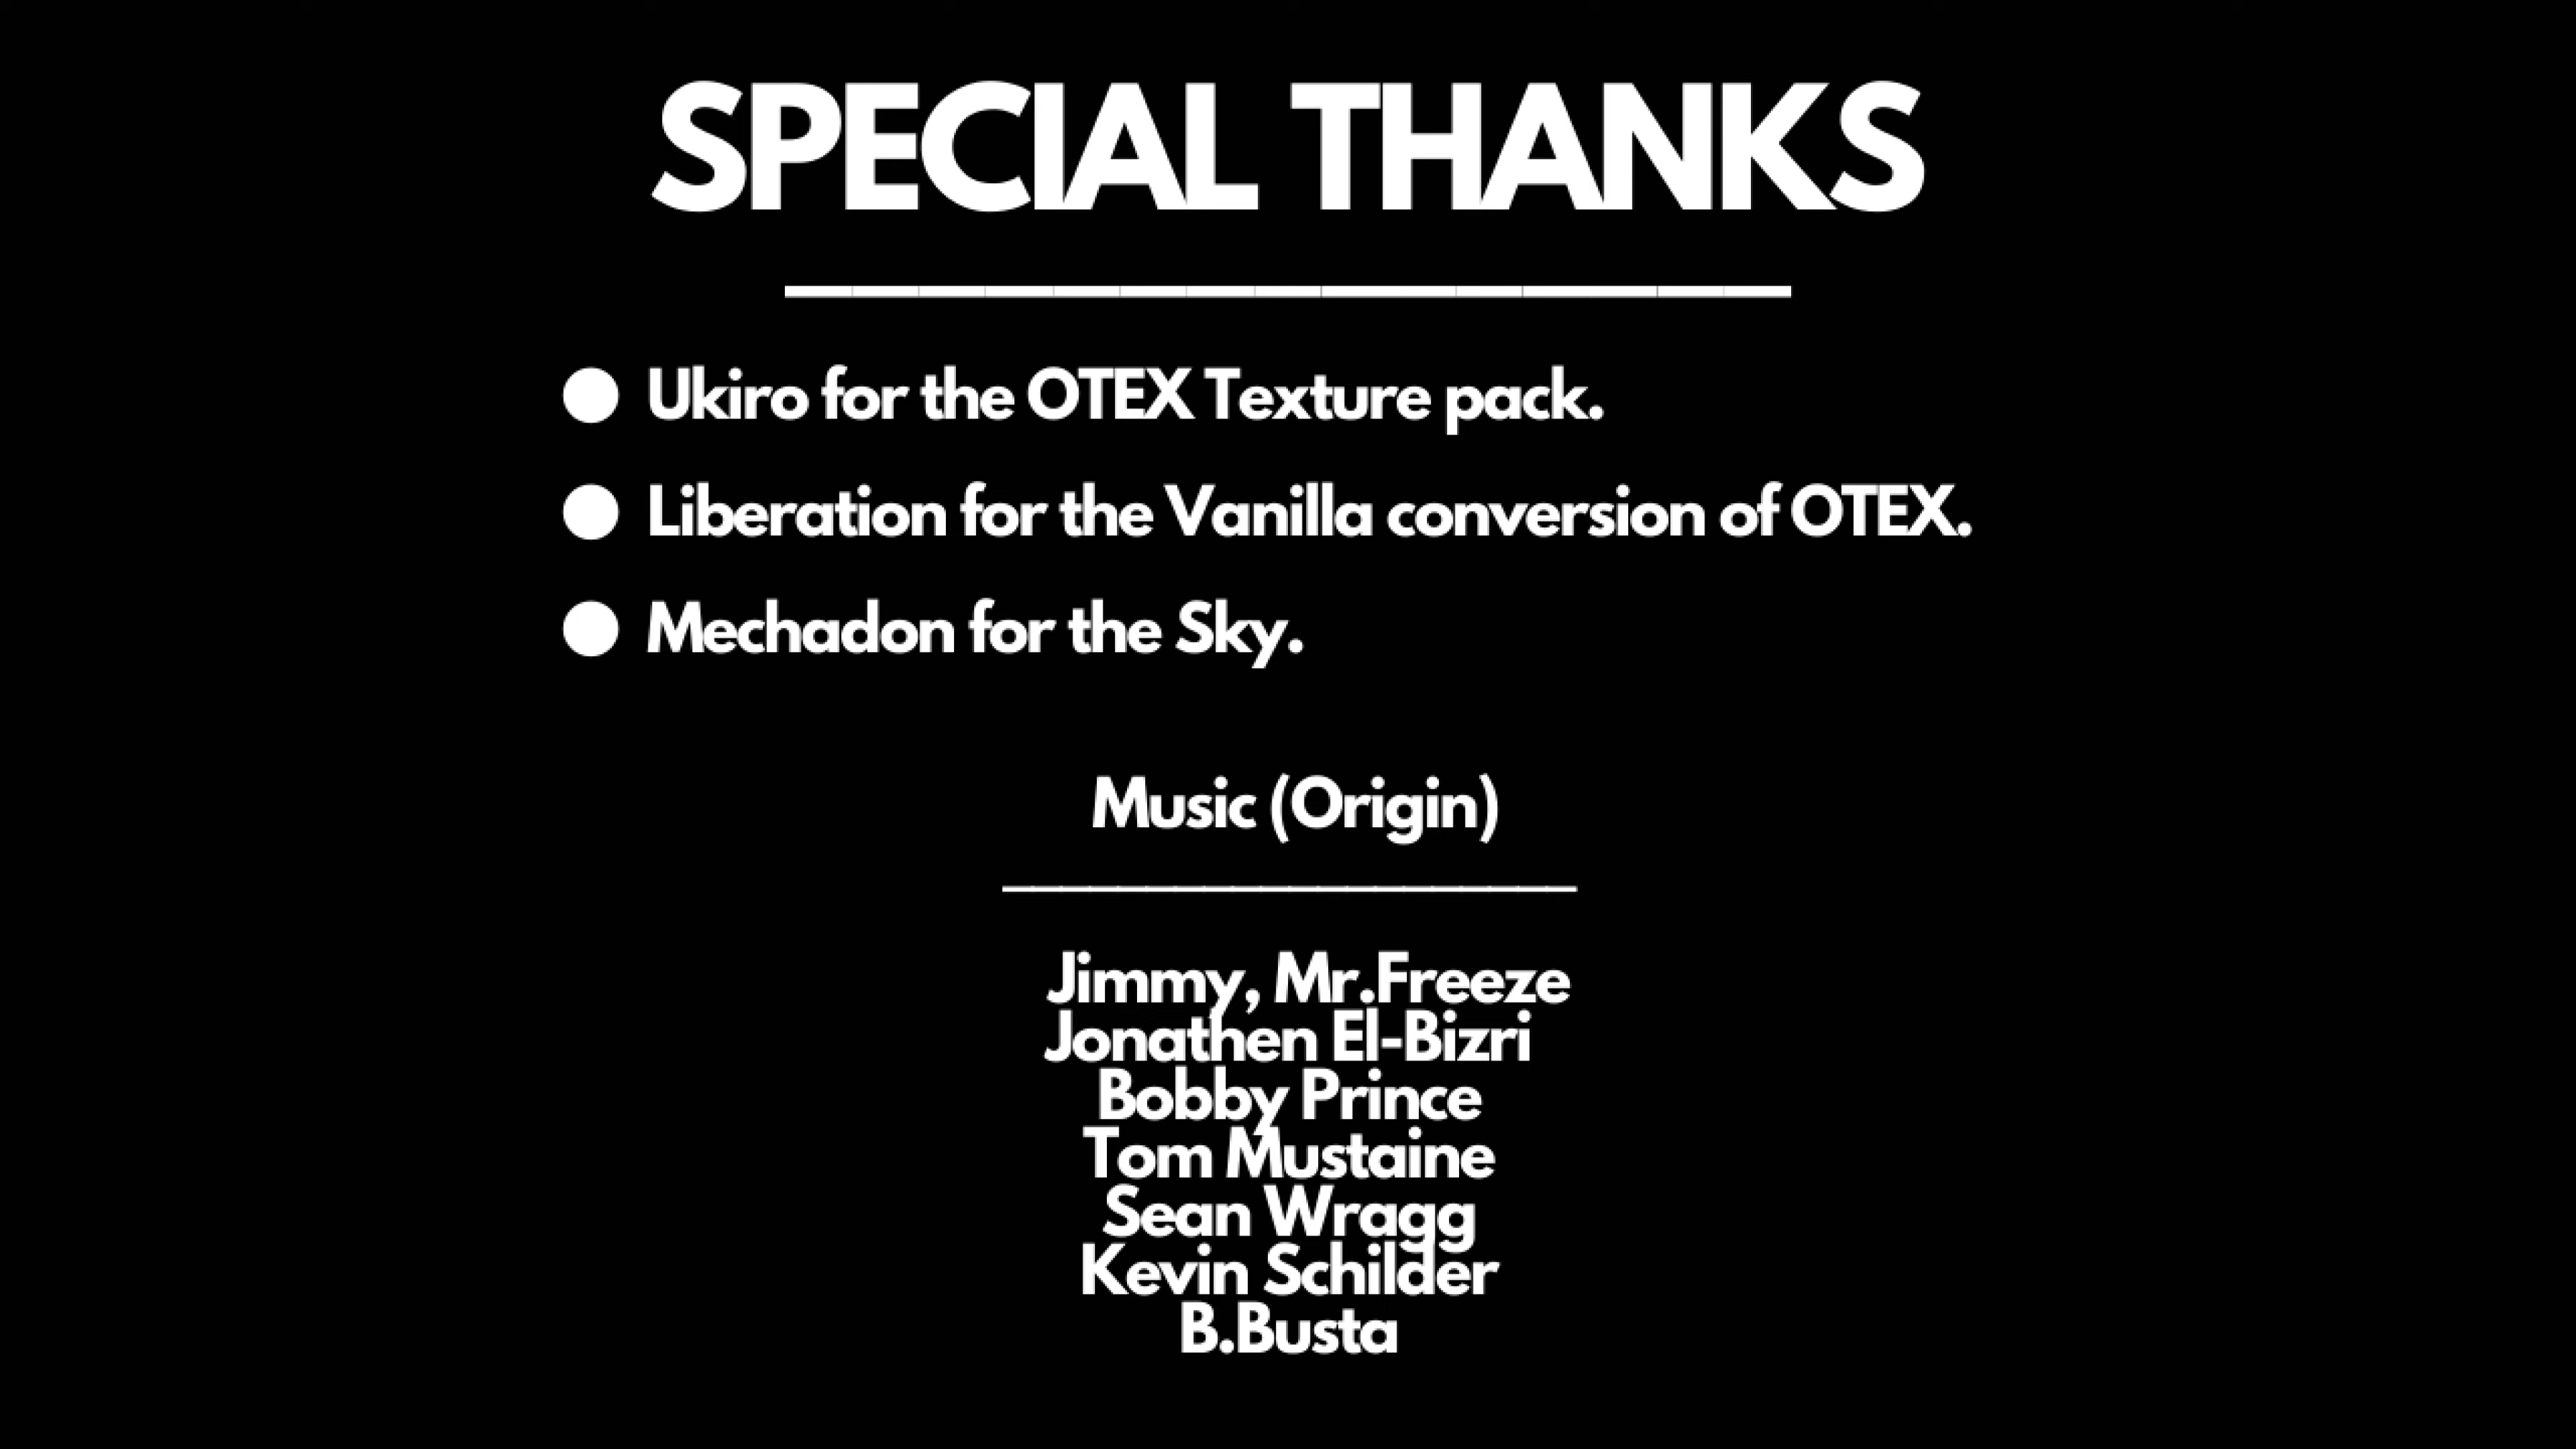 SPECIAL THANKS
● Ukiro for the OTEX Texture pack.
● Liberation for the Vanilla conversion of OTEX.
● Mechadon for the Sky.
Music (Origin)
Jimmy, Mr.Freeze
Jonathen El-Bizri
Bobby Prince
Tom Mustaine
Sean Wragg
Kevin Schilder
B.Busta